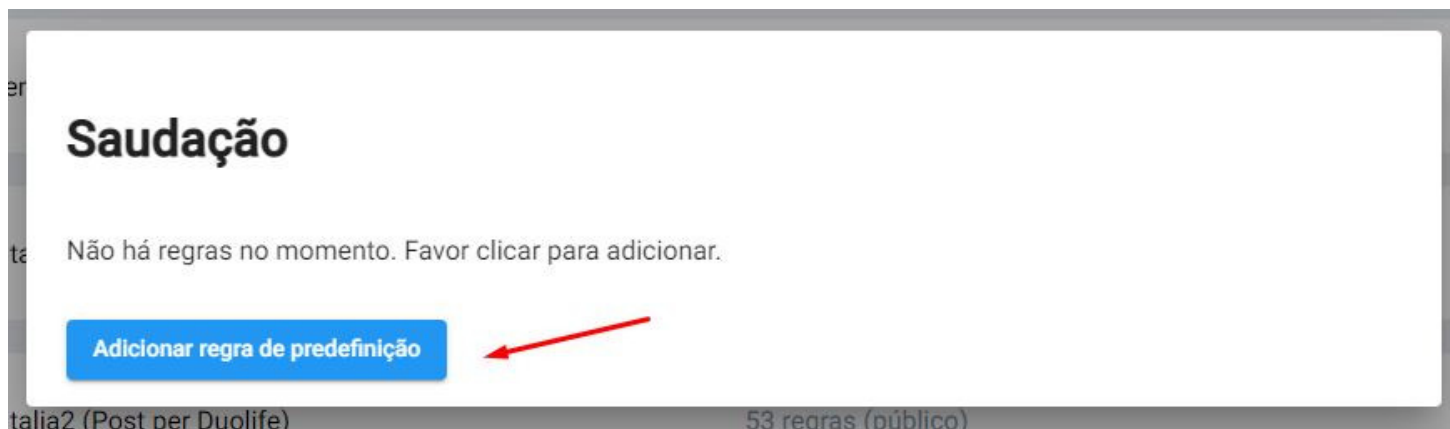 Saudação
Não há regras no momento. Favor clicar para adicionar.
Adicionar regra de predefinição
talia2 (Post per Duolife)
53 regras (público)